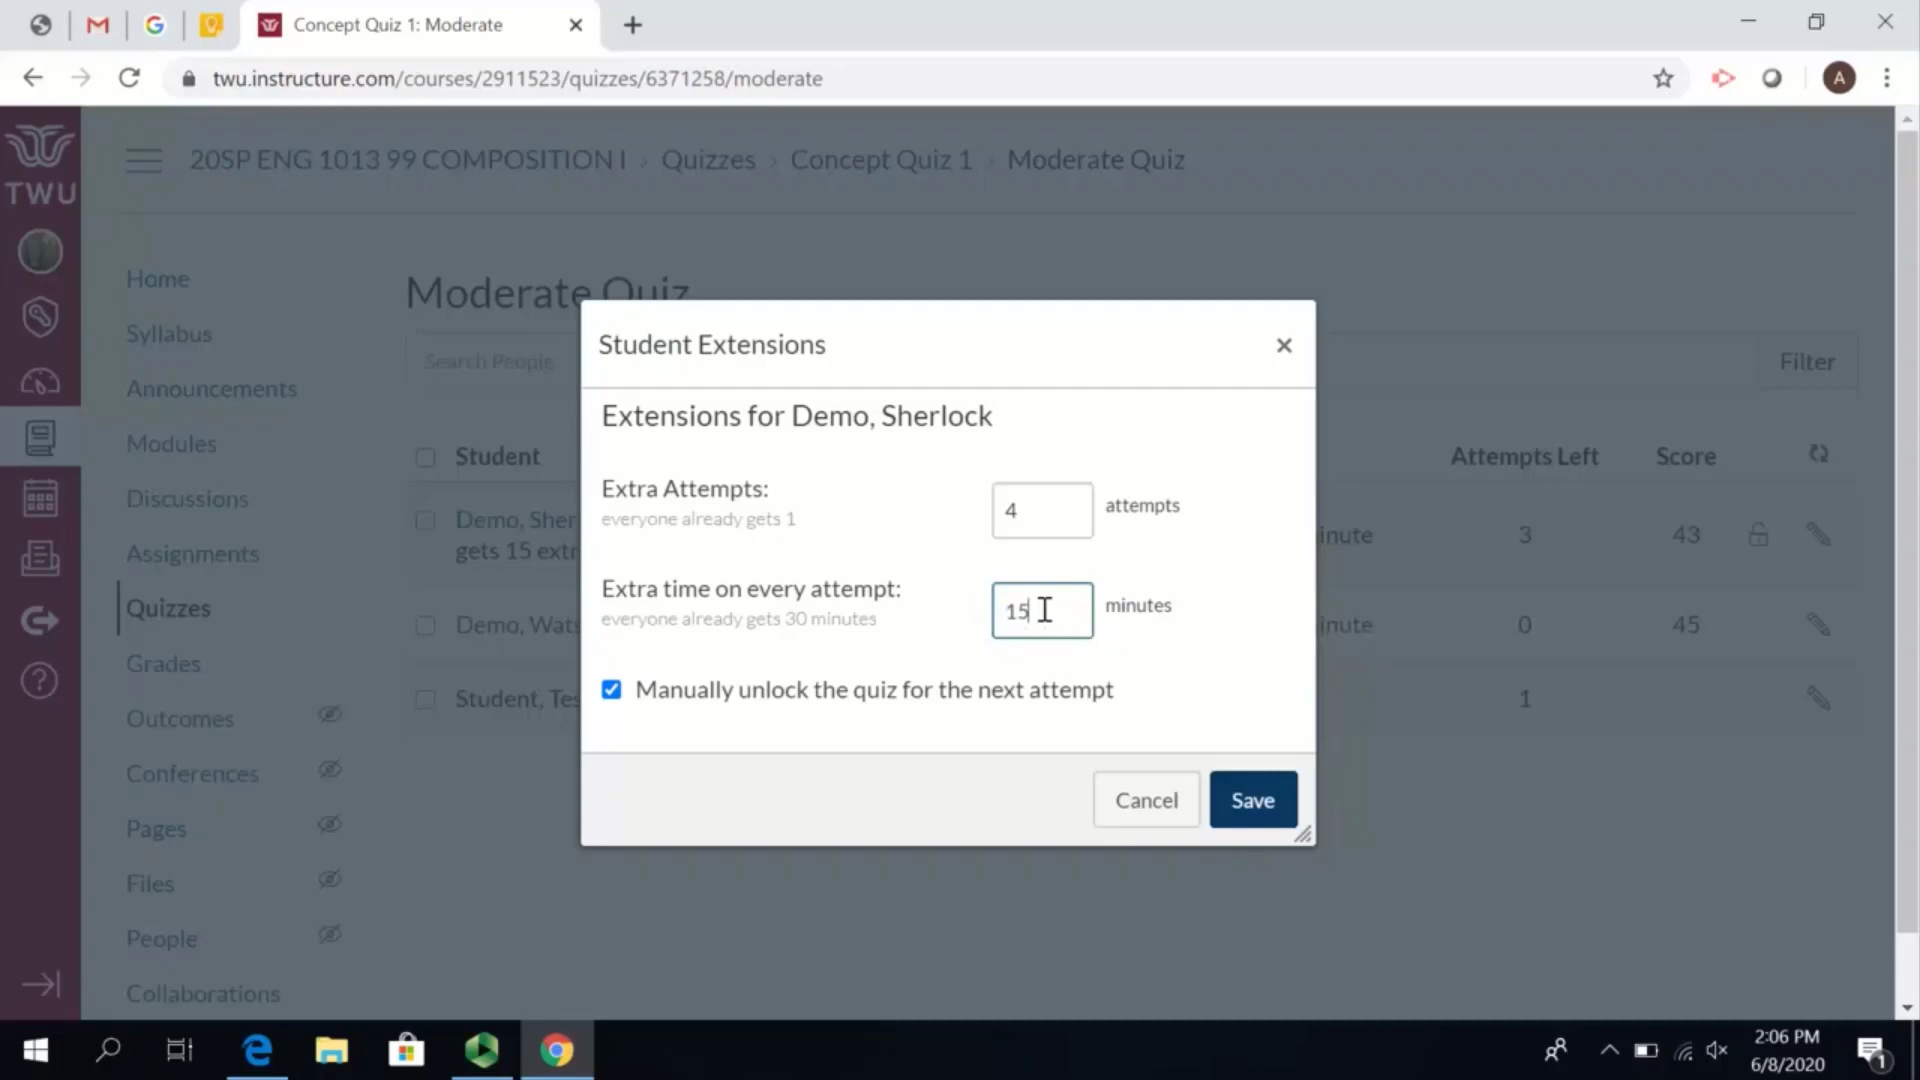 Concept Quiz 1: Moderate
twu.instructure.com/courses/2911523/quizzes/6371258/moderate
A
TWU
20SP ENG 1013 99 COMPOSITION I › Quizzes › Concept Quiz 1 › Moderate Quiz
Home
Syllabus
Announcements
Modules
Discussions
Assignments
Quizzes
Grades
Outcomes
Conferences
Pages
Files
People
Collaborations
Moderate Quiz
Search People
Filter
Student
Attempts Left
Score
Demo, Sher
gets 15 extr
inute
3
43
Demo, Wat
inute
0
45
Student, Tes
1
Student Extensions
Extensions for Demo, Sherlock
Extra Attempts:
everyone already gets 1
4
attempts
Extra time on every attempt:
everyone already gets 30 minutes
15
minutes
Manually unlock the quiz for the next attempt
Cancel
Save
2:06 PM
6/8/2020
1